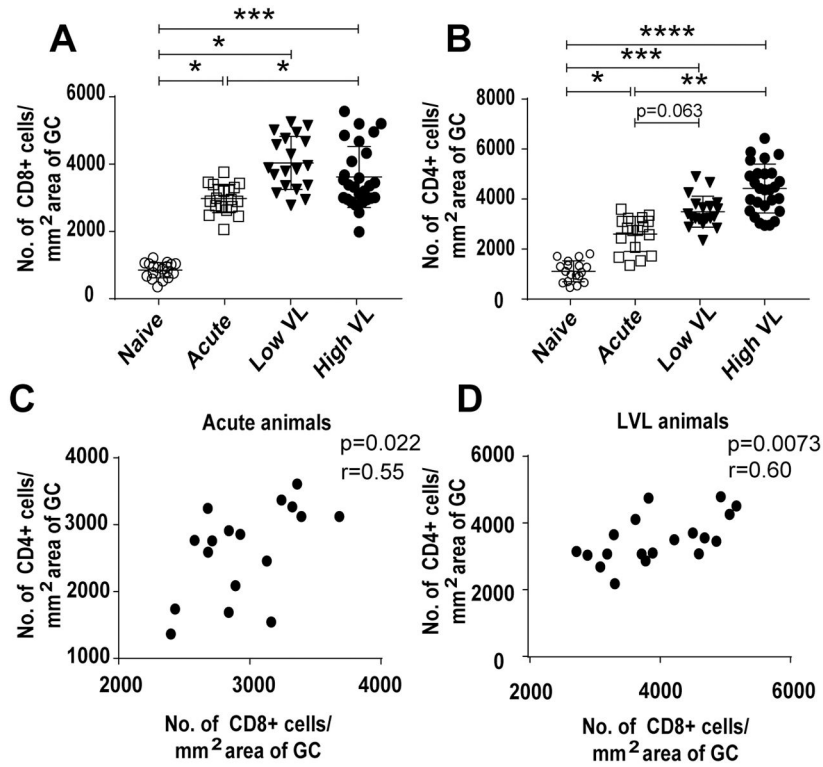 A
***
*
* *
No. of CD8+ cells/
mm² area of GC
6000
4000
2000
0
Naive Acute Low VL High VL
B
****
***
* **
p=0.063
No. of CD4+ cells/
mm² area of GC
8000
6000
4000
2000
0
Naive Acute Low VL High VL
C
Acute animals
p=0.022
r=0.55
No. of CD4+ cells/
mm² area of GC
4000
3000
2000
1000
2000 3000 4000
No. of CD8+ cells/
mm² area of GC
D
LVL animals
p=0.0073
r=0.60
No. of CD4+ cells/
mm² area of GC
6000
4000
2000
0
2000 4000 6000
No. of CD8+ cells/
mm² area of GC